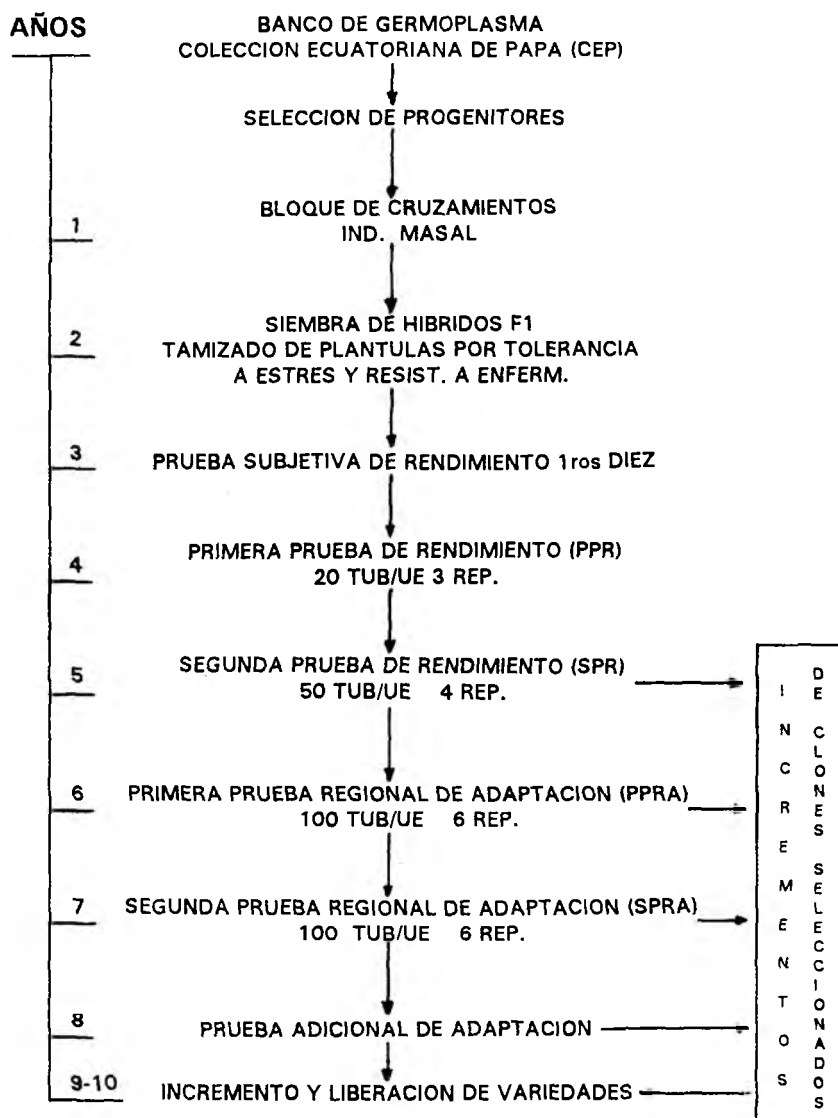 AÑOS
BANCO DE GERMOPLASMA
COLECCION ECUATORIANA DE PAPA (CEP)
SELECCION DE PROGENITORES
1
BLOQUE DE CRUZAMIENTOS
IND. MASAL
2
SIEMBRA DE HIBRIDOS F1
TAMIZADO DE PLANTULAS POR TOLERANCIA
A ESTRES Y RESIST. A ENFERM.
3
PRUEBA SUBJETIVA DE RENDIMIENTO 1ros DIEZ
4
PRIMERA PRUEBA DE RENDIMIENTO (PPR)
20 TUB/UE 3 REP.
5
SEGUNDA PRUEBA DE RENDIMIENTO (SPR)
50 TUB/UE 4 REP.
6
PRIMERA PRUEBA REGIONAL DE ADAPTACION (PPRA)
100 TUB/UE 6 REP.
7
SEGUNDA PRUEBA REGIONAL DE ADAPTACION (SPRA)
100 TUB/UE 6 REP.
8
PRUEBA ADICIONAL DE ADAPTACION
9-10
INCREMENTO Y LIBERACION DE VARIEDADES
INCREMENTOS
DE CLONES SELECCIONADOS